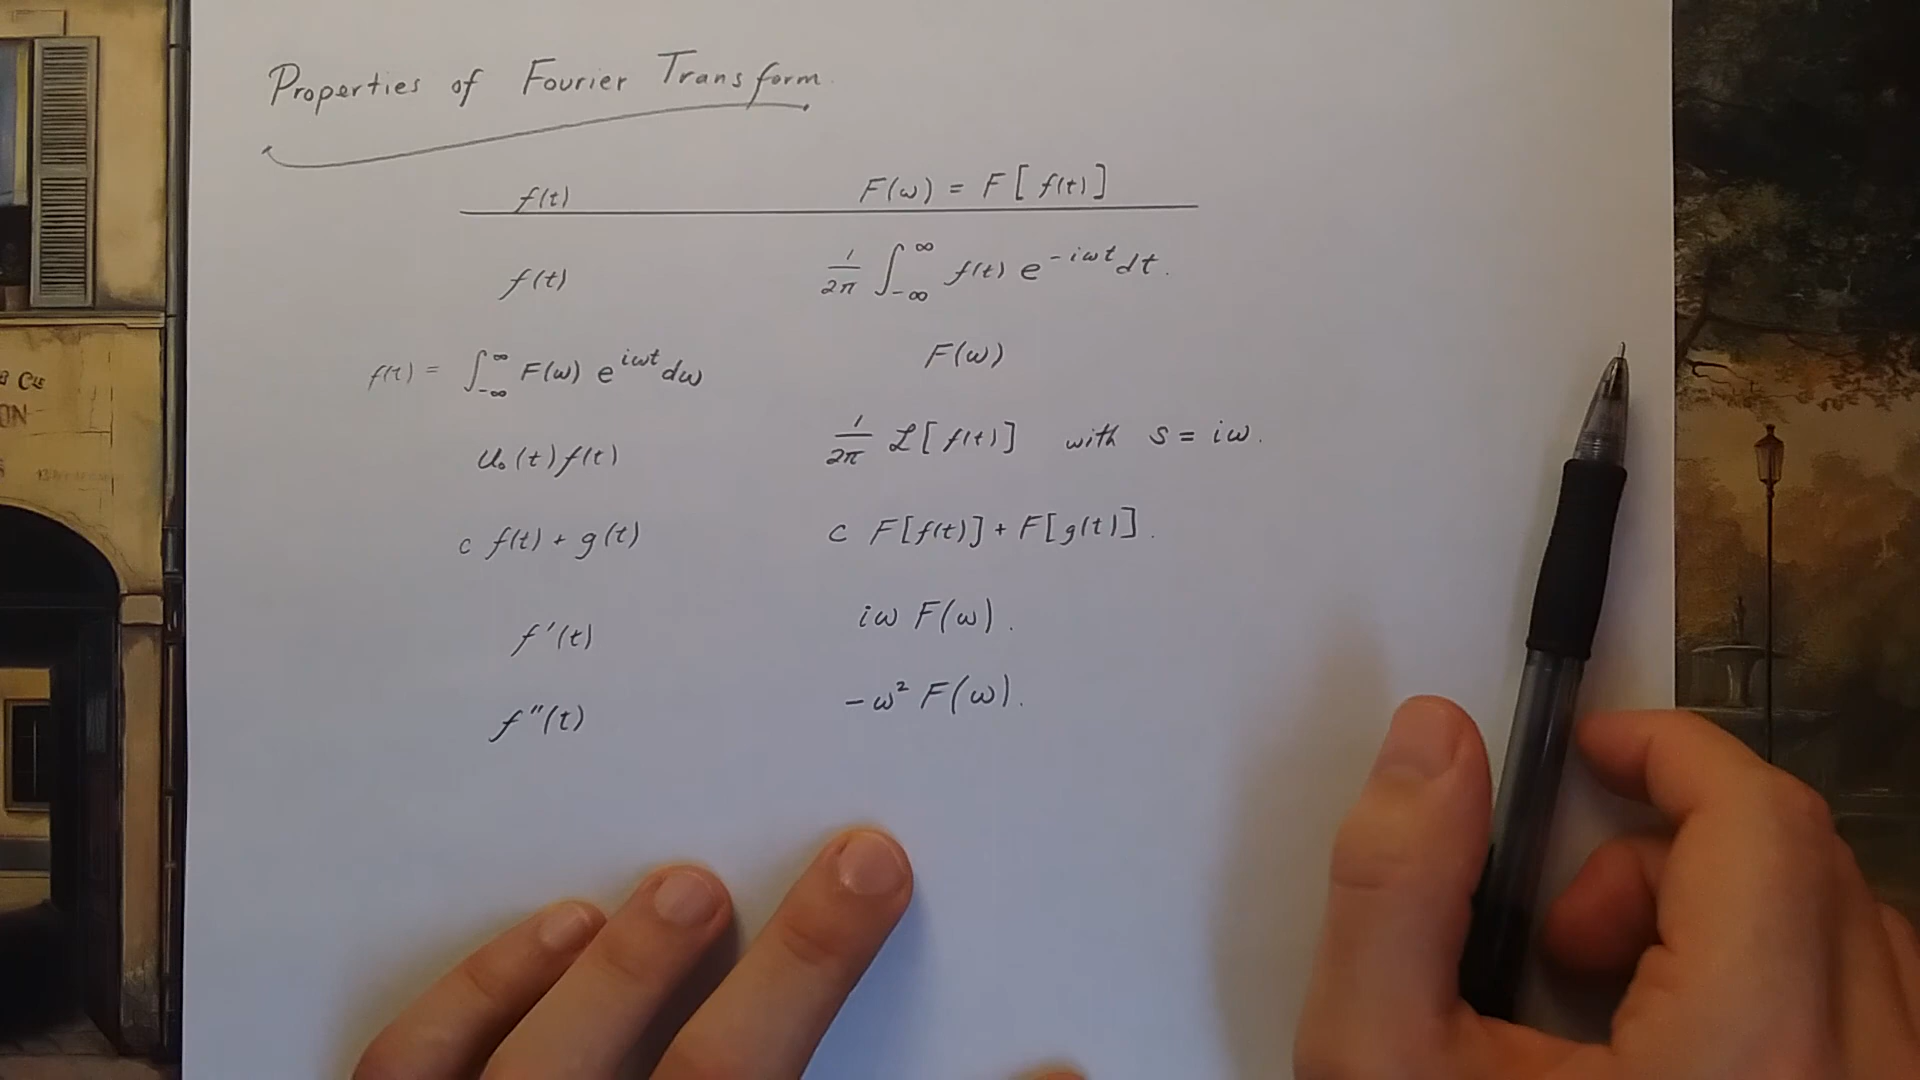 Properties of Fourier Transform.
f(t) F(ω) = F[f(t)]
f(t) 1/2π ∫_{-∞}^{∞} f(t) e^{-iωt} dt.
f(t) = ∫_{-∞}^{∞} F(ω) e^{iωt} dω F(ω)
u₀(t) f(t) 1/2π ℒ[f(t)] with s = iω.
c f(t) + g(t) c F[f(t)] + F[g(t)].
f'(t) iω F(ω).
f''(t) -ω² F(ω).